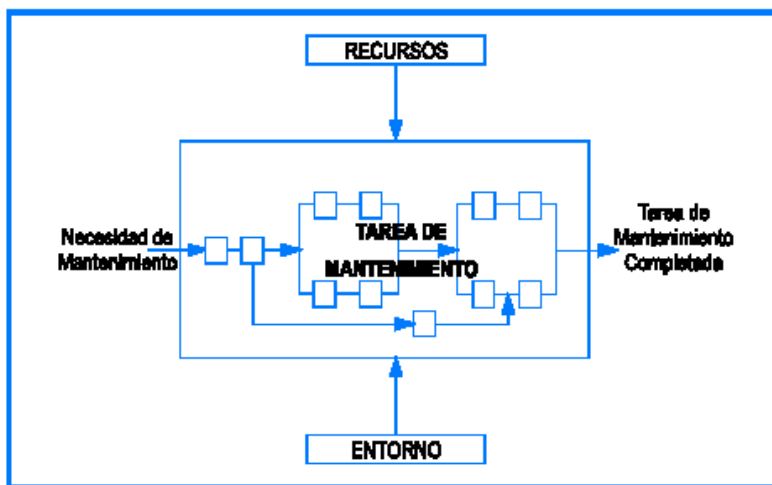 RECURSOS
Necesidad de
Mantenimiento
TAREA DE
MANTENIMIENTO
Tarea de
Mantenimiento
Completada
ENTORNO